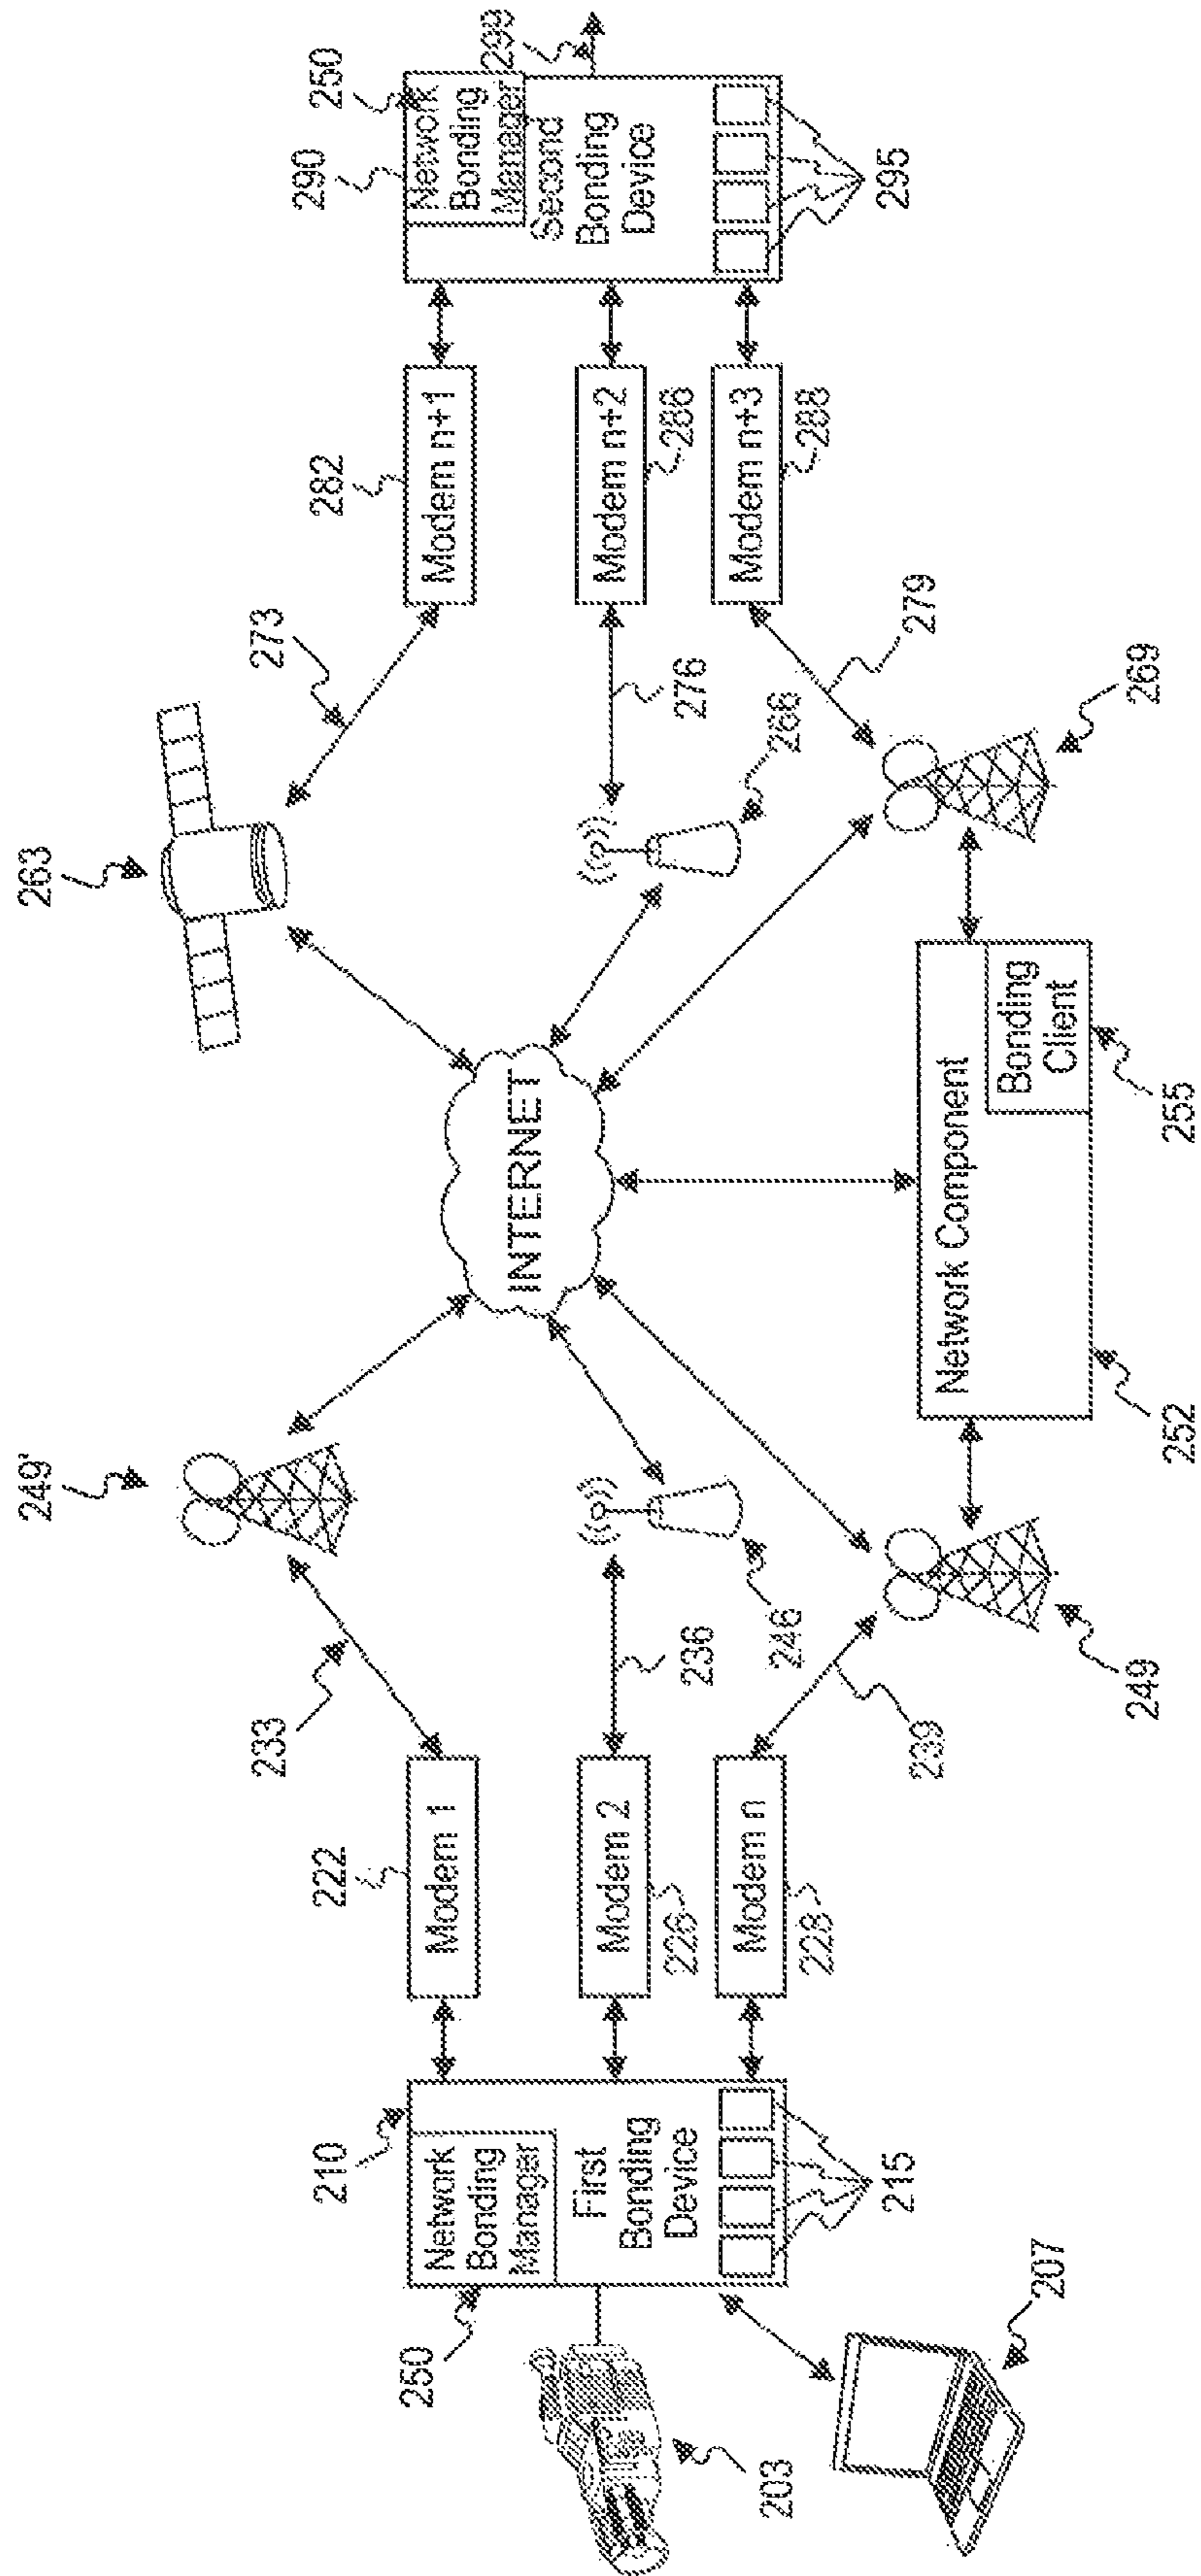 210
222
233
249'
263
273
282
290
250
250
Network
Bonding
Manager
First
Bonding
Device
215
203
207
Modem 1
Modem 2
226
Modem n
228
236
239
246
249
INTERNET
Network Component
Bonding
Client
252
255
266
269
276
279
Modem n+1
Modem n+2
Modem n+3
288
Network
Bonding
Manager
Second
Bonding
Device
295
299